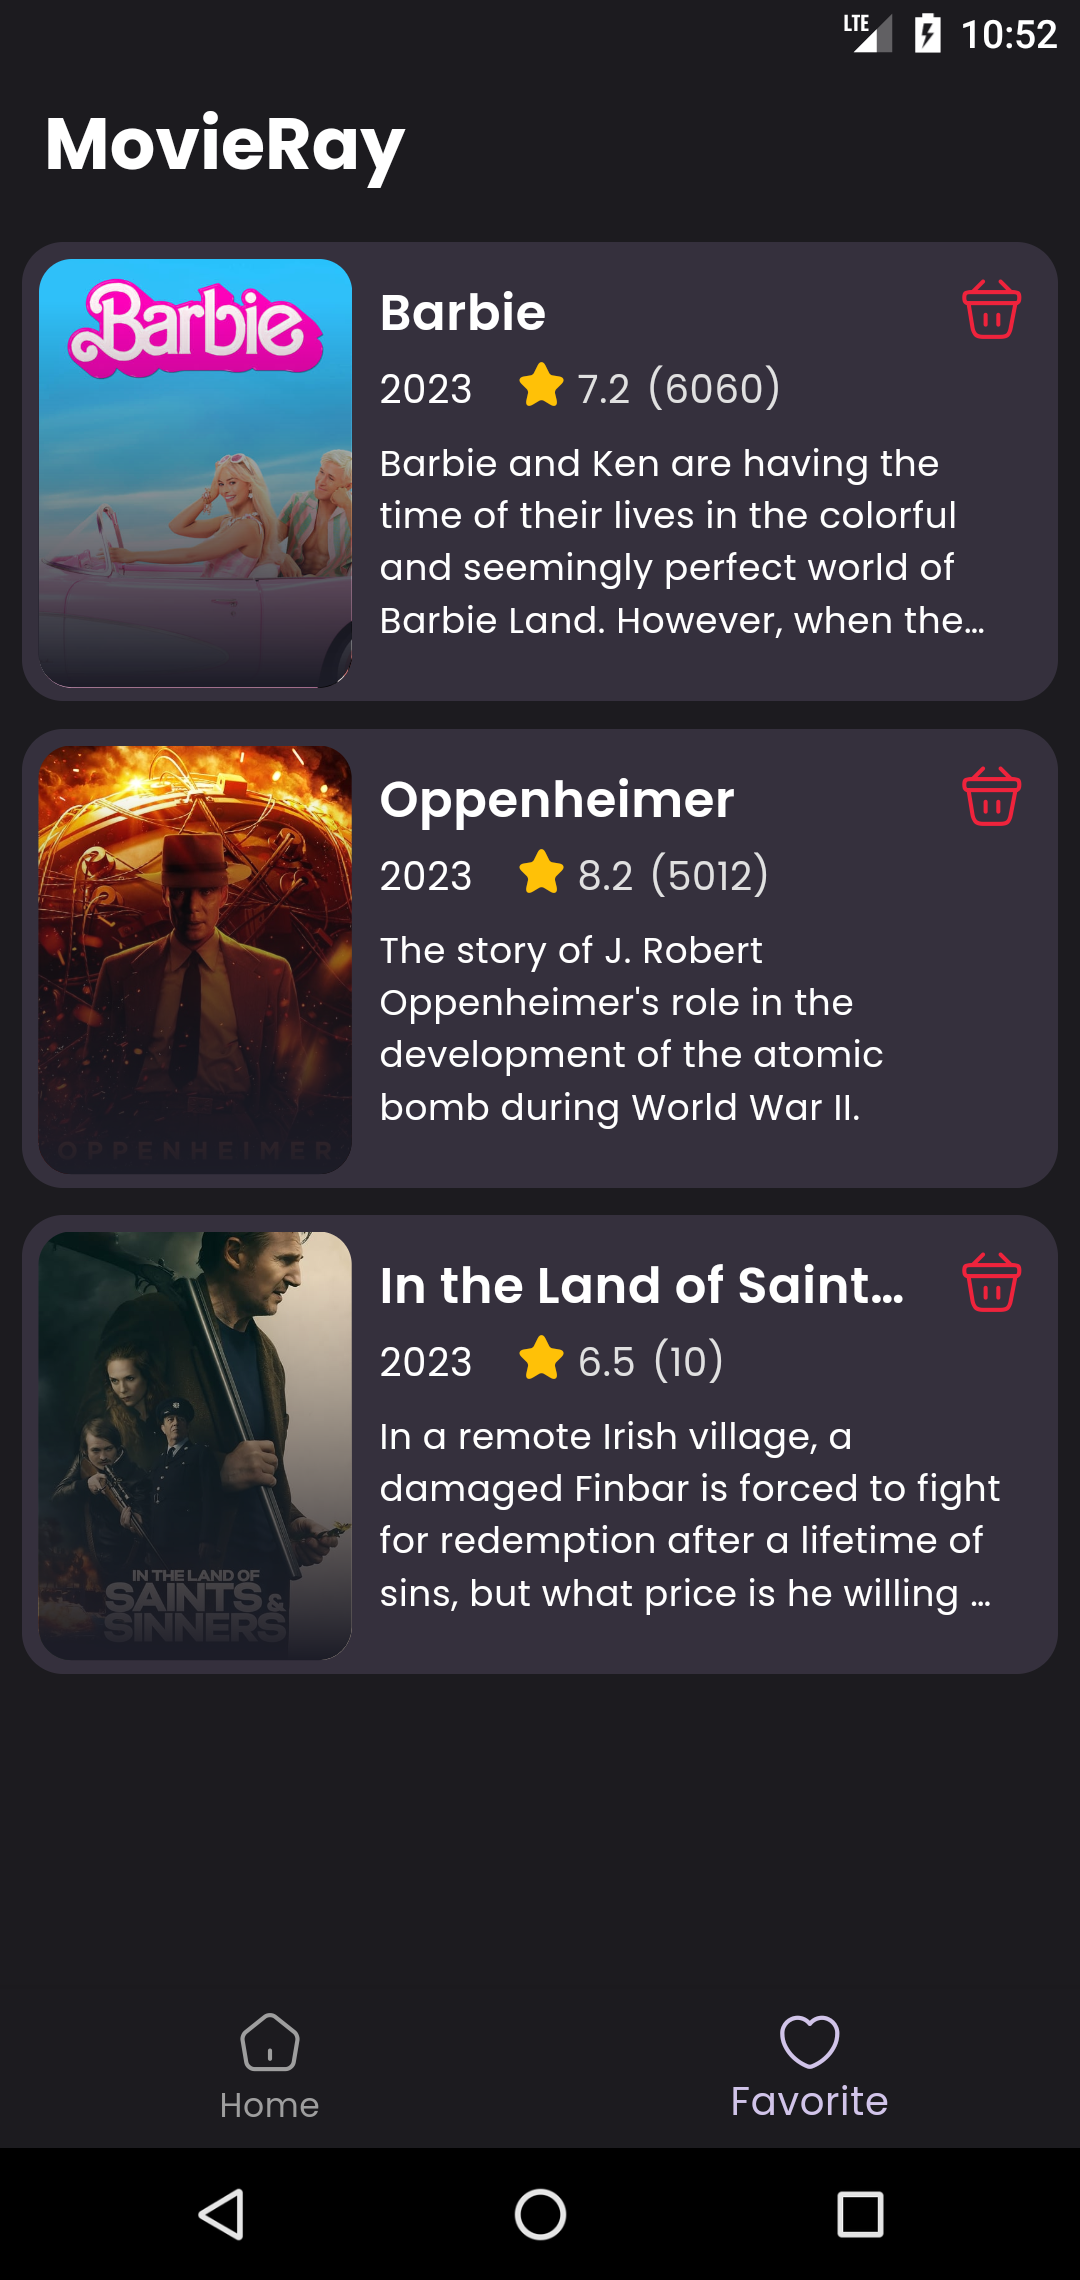 LTE 10:52
MovieRay
Barbie
Barbie
2023 7.2 (6060)
Barbie and Ken are having the
time of their lives in the colorful
and seemingly perfect world of
Barbie Land. However, when the…
OPPENHEIMER
Oppenheimer
2023 8.2 (5012)
The story of J. Robert
Oppenheimer's role in the
development of the atomic
bomb during World War II.
IN THE LAND OF
SAINTS &
SINNERS
In the Land of Saint…
2023 6.5 (10)
In a remote Irish village, a
damaged Finbar is forced to fight
for redemption after a lifetime of
sins, but what price is he willing …
Home
Favorite